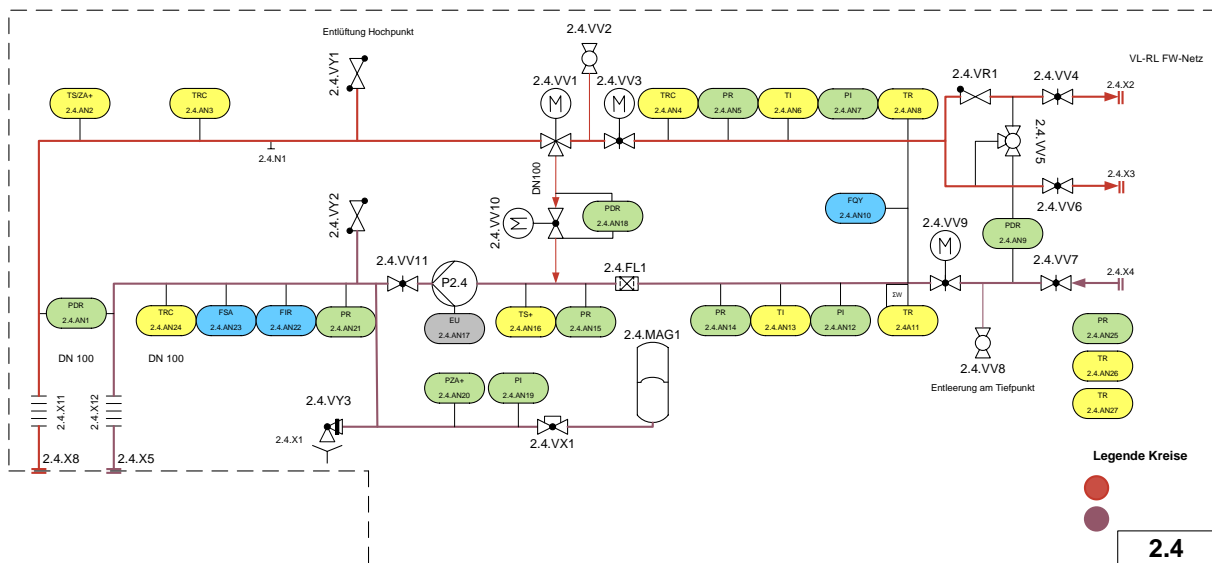 Entlüftung Hochpunkt
2.4.VY1
2.4.VV2
2.4.VV1
M
2.4.VV3
M
TS/ZA+
2.4.AN2
TRC
2.4.AN3
2.4.N1
TRC
2.4.AN4
PR
2.4.AN5
TI
2.4.AN6
PI
2.4.AN7
TR
2.4.AN8
2.4.VR1
VL-RL FW-Netz
2.4.VV4
2.4.X2
2.4.VV5
2.4.X3
2.4.VV6
DN100
2.4.VV10
M
PDR
2.4.AN18
FQY
2.4.AN10
2.4.VY2
2.4.VV9
M
PDR
2.4.AN9
2.4.VV11
P2.4
2.4.FL1
2.4.VV7
2.4.X4
PDR
2.4.AN1
TRC
2.4.AN24
FSA
2.4.AN23
FIR
2.4.AN22
PR
2.4.AN21
EU
2.4.AN17
TS+
2.4.AN16
PR
2.4.AN15
PR
2.4.AN14
TI
2.4.AN13
PI
2.4.AN12
ΣW
TR
2.4A11
PR
2.4.AN25
TR
2.4.AN26
TR
2.4.AN27
DN 100
DN 100
2.4.MAG1
2.4.VV8
Entleerung am Tiefpunkt
PZA+
2.4.AN20
PI
2.4.AN19
2.4.VY3
2.4.X1
2.4.VX1
2.4.X11
2.4.X12
2.4.X8
2.4.X5
Legende Kreise
2.4